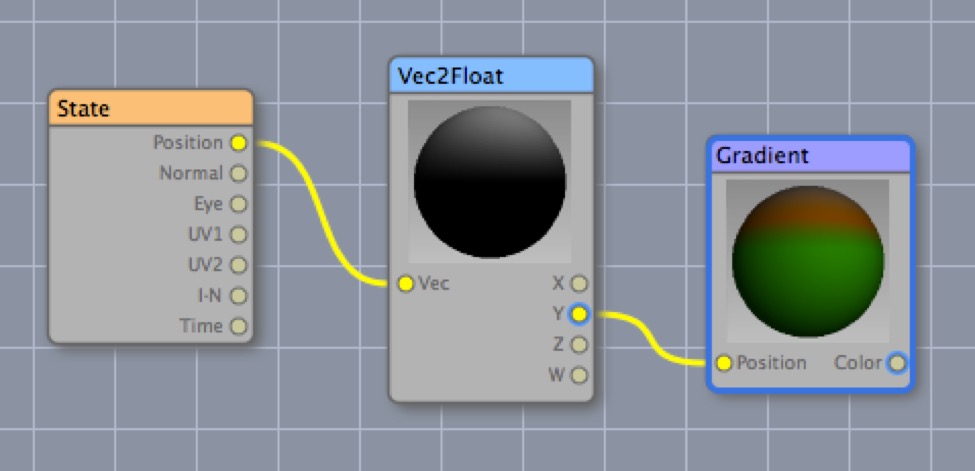 State
Position
Normal
Eye
UV1
UV2
I-N
Time
Vec2Float
Vec
X
Y
Z
W
Gradient
Position
Color